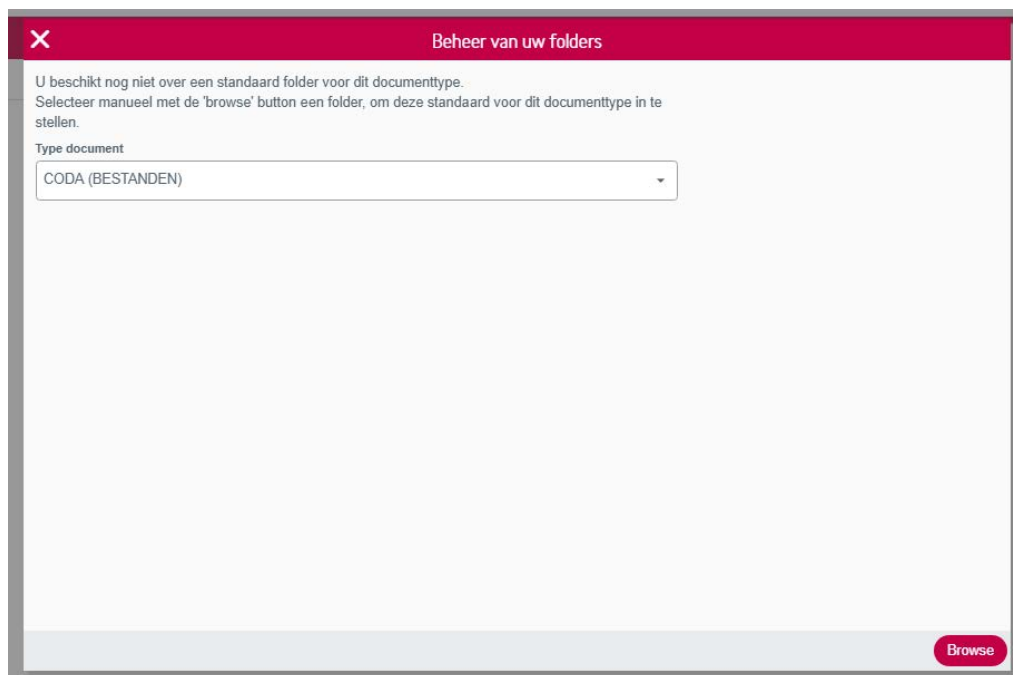 Beheer van uw folders
U beschikt nog niet over een standaard folder voor dit documenttype.
Selecteer manueel met de 'browse' button een folder, om deze standaard voor dit documenttype in te
stellen.
Type document
CODA (BESTANDEN)
Browse